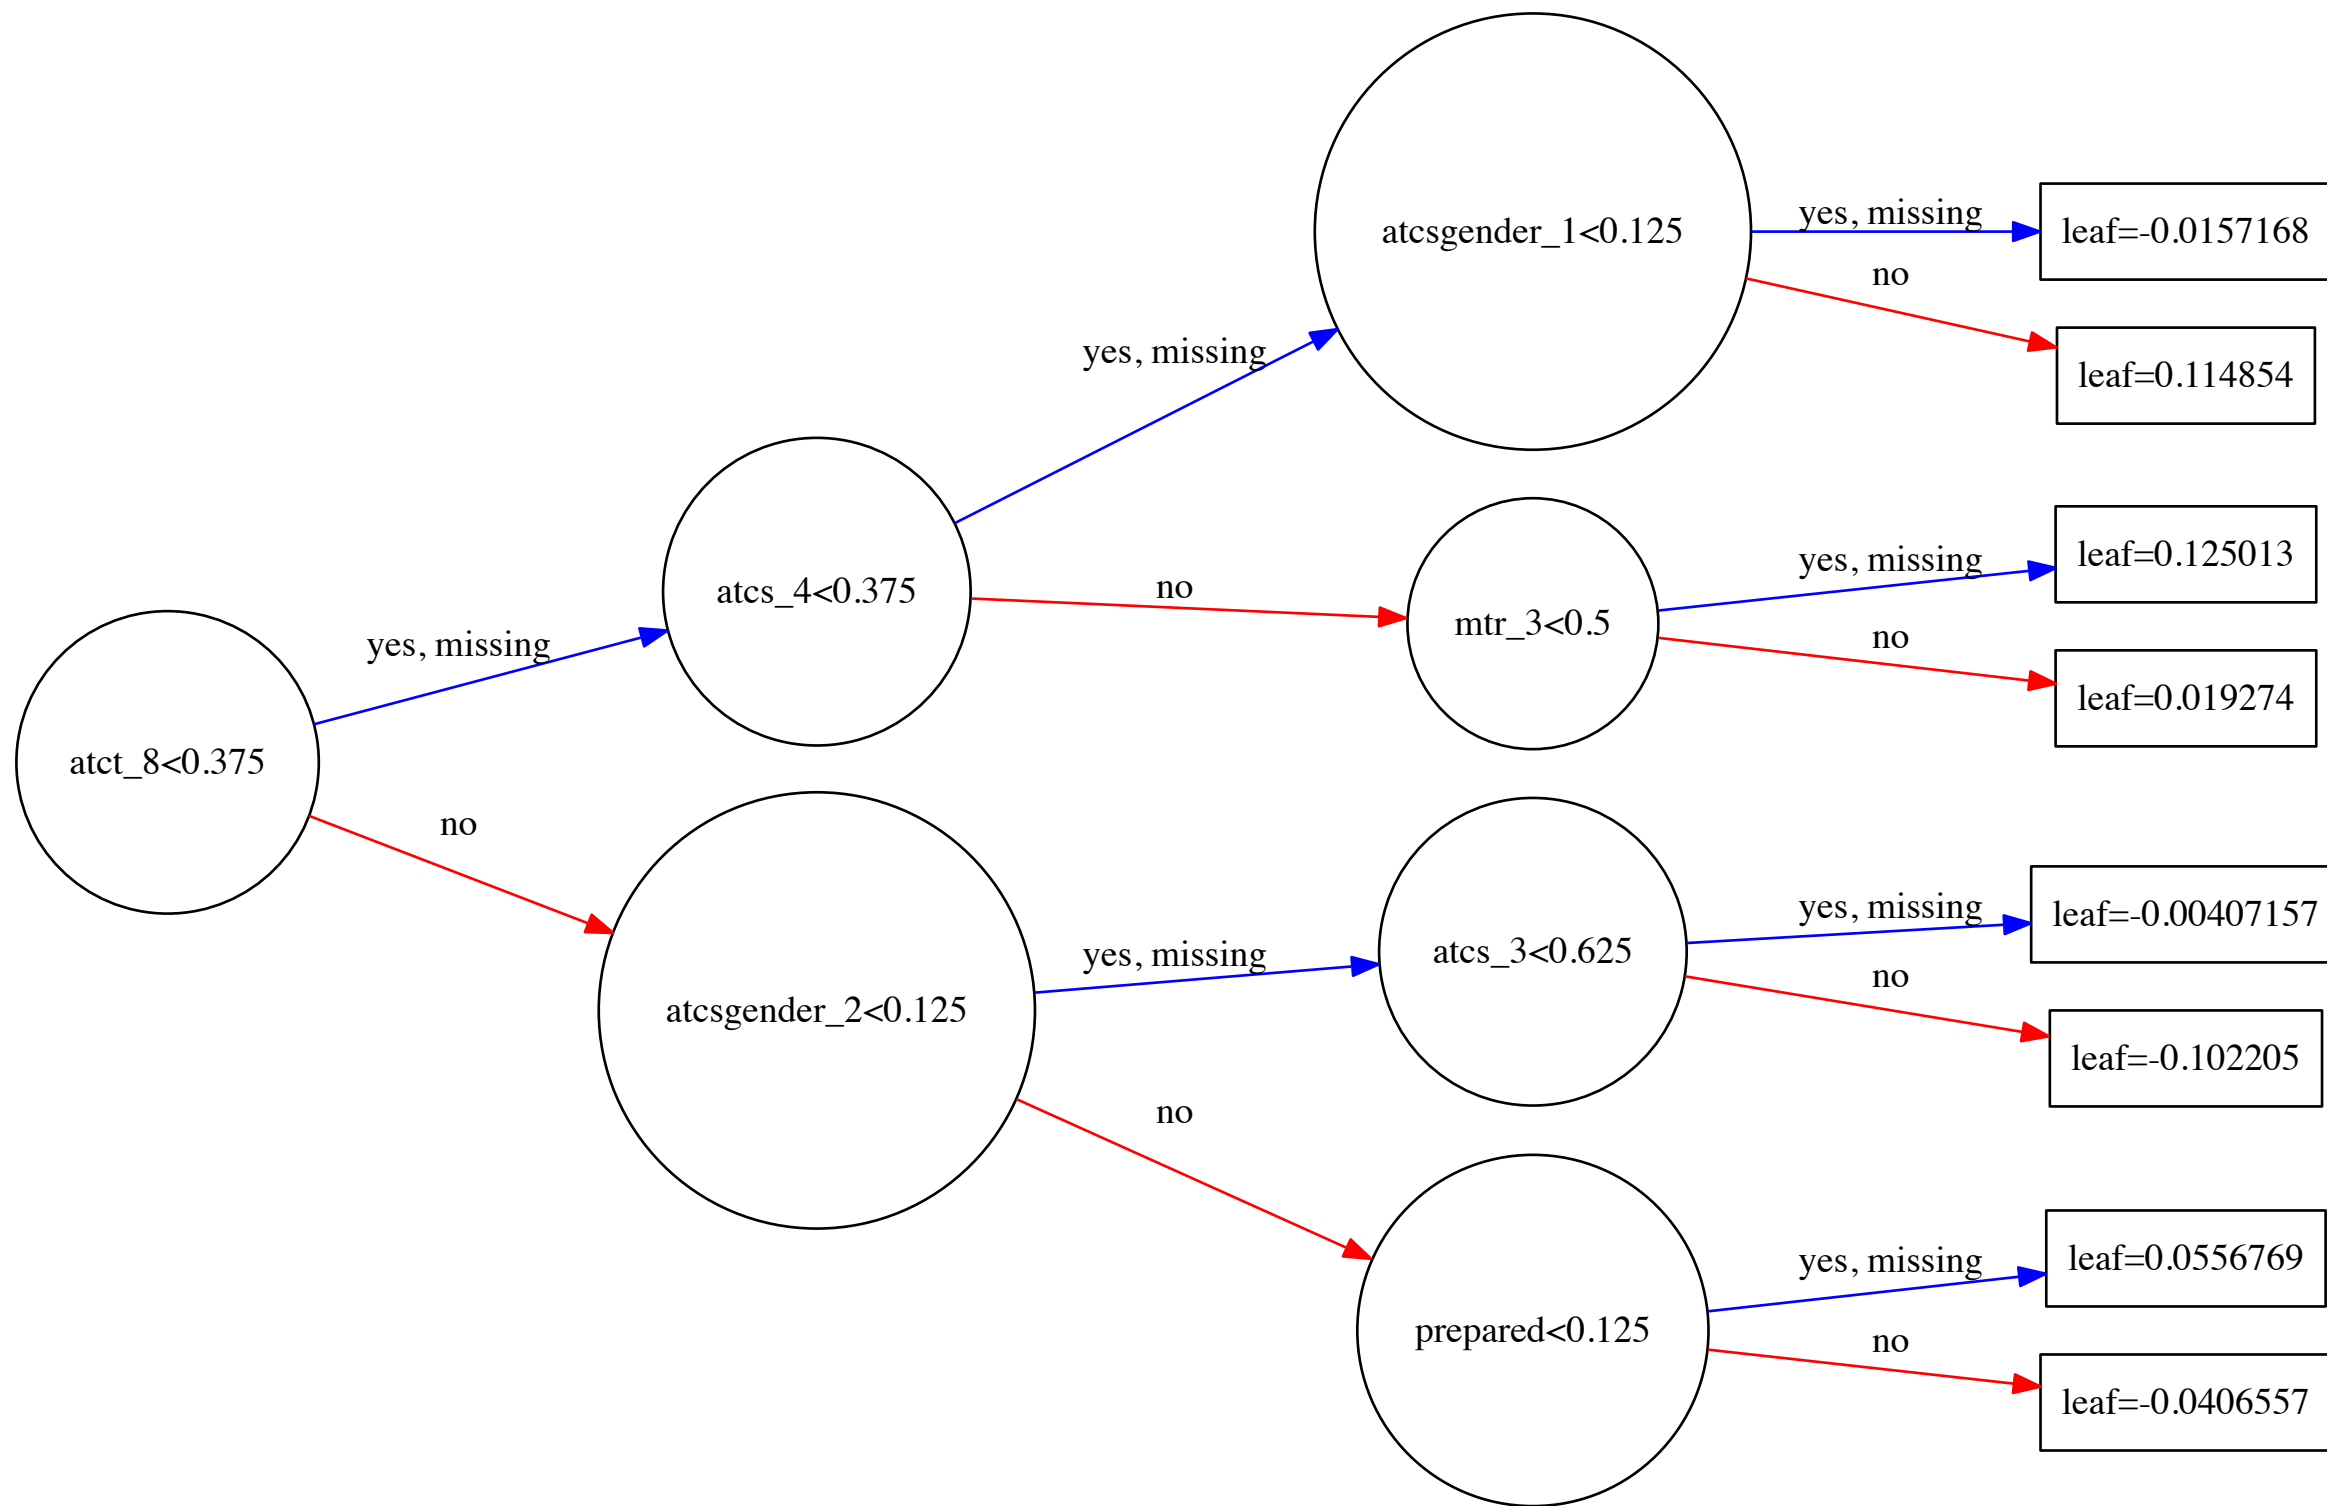 atct_8<0.375
yes, missing
no
atcs_4<0.375
yes, missing
no
atcsgender_2<0.125
yes, missing
no
atcsgender_1<0.125
yes, missing
no
mtr_3<0.5
yes, missing
no
atcs_3<0.625
yes, missing
no
prepared<0.125
yes, missing
no
leaf=-0.0157168
leaf=0.114854
leaf=0.125013
leaf=0.019274
leaf=-0.00407157
leaf=-0.102205
leaf=0.0556769
leaf=-0.0406557